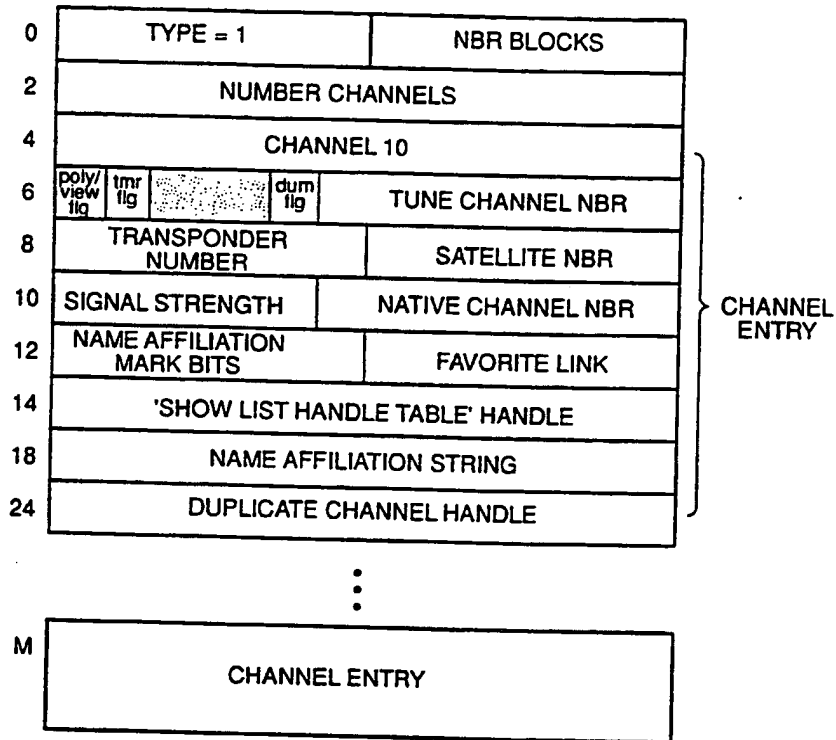 0 TYPE = 1 NBR BLOCKS
2 NUMBER CHANNELS
4 CHANNEL 10
6 poly/ view flg tmr flg dum flg TUNE CHANNEL NBR
8 TRANSPONDER NUMBER SATELLITE NBR
10 SIGNAL STRENGTH NATIVE CHANNEL NBR
CHANNEL ENTRY
12 NAME AFFILIATION MARK BITS FAVORITE LINK
14 'SHOW LIST HANDLE TABLE' HANDLE
18 NAME AFFILIATION STRING
24 DUPLICATE CHANNEL HANDLE
M CHANNEL ENTRY